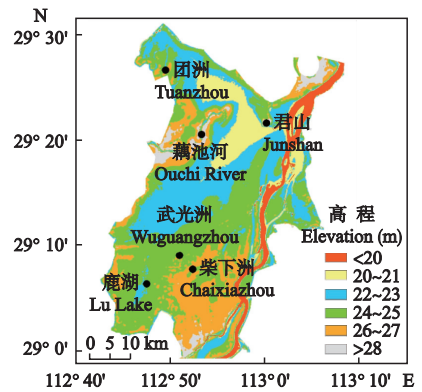 N
29° 30'
团洲
Tuanzhou
君山
29° 20'
Junshan
藕池河
Ouchi River
武光洲
高 程
Wuguangzhou
Elevation (m)
29° 10'
<20
柴下洲
20~21
鹿湖
Chaixiazhou
22~23
Lu Lake
24~25
26~27
0 5 10 km
>28
29° 0'
112° 40' 112° 50' 113° 0' 113° 10' E